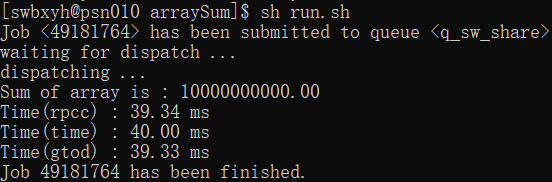 [swbxyh@psn010 arraySum]$ sh run.sh
Job <49181764> has been submitted to queue <q_sw_share>
waiting for dispatch ...
dispatching ...
Sum of array is : 10000000000.00
Time(rpcc) : 39.34 ms
Time(time) : 40.00 ms
Time(gtod) : 39.33 ms
Job 49181764 has been finished.